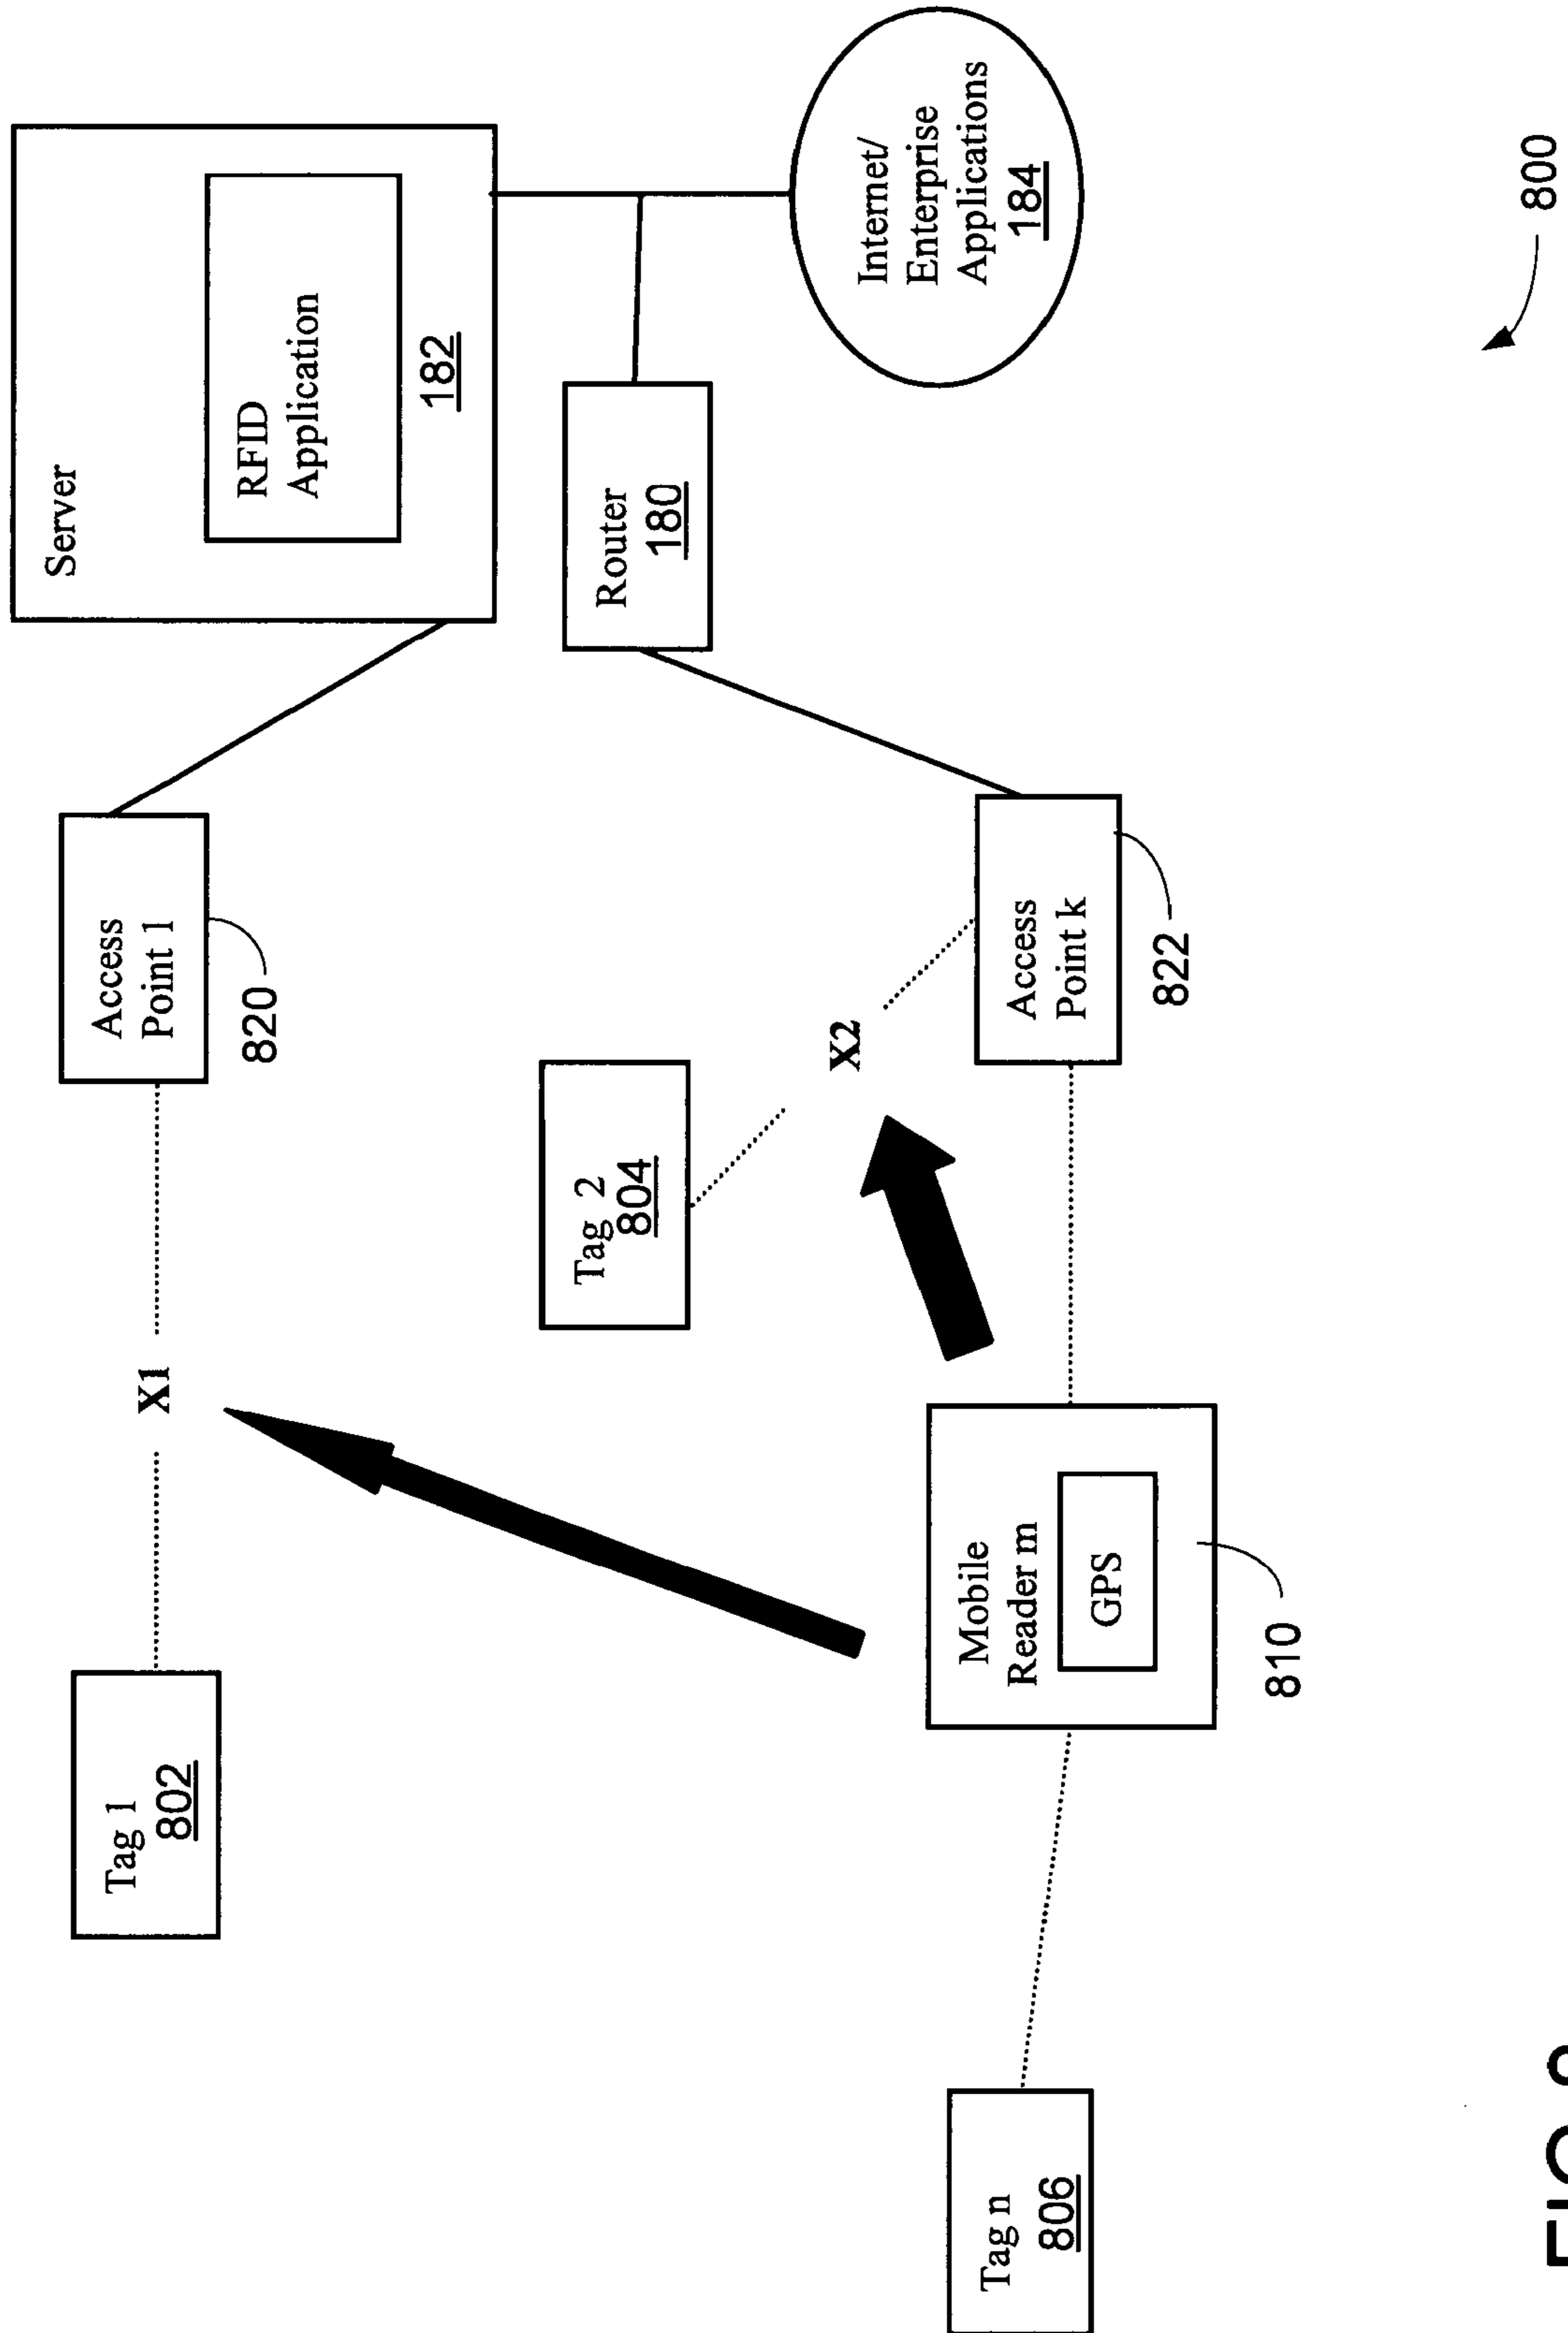 Server
RFID
Application
182
Access
Point 1
820
X1
Tag 1
802
Router
180
Internet/
Enterprise
Applications
184
Tag 2
804
X2
Access
Point k
822
Mobile
Reader m
GPS
810
Tag n
806
800